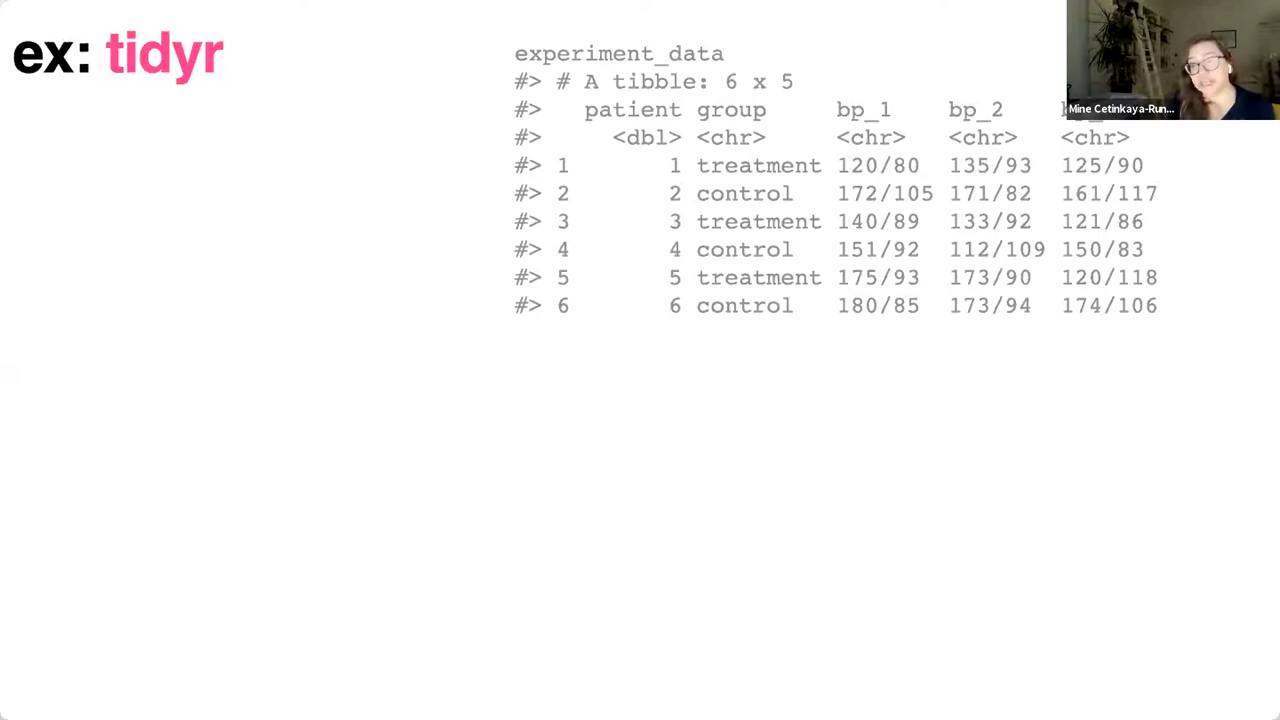 ex: tidyr
experiment_data
#> # A tibble: 6 x 5
#>   patient group     bp_1    bp_2
#>     <dbl> <chr>     <chr>   <chr>   <chr>
#> 1       1 treatment 120/80  135/93  125/90
#> 2       2 control   172/105 171/82  161/117
#> 3       3 treatment 140/89  133/92  121/86
#> 4       4 control   151/92  112/109 150/83
#> 5       5 treatment 175/93  173/90  120/118
#> 6       6 control   180/85  173/94  174/106
Mine Cetinkaya-Run...